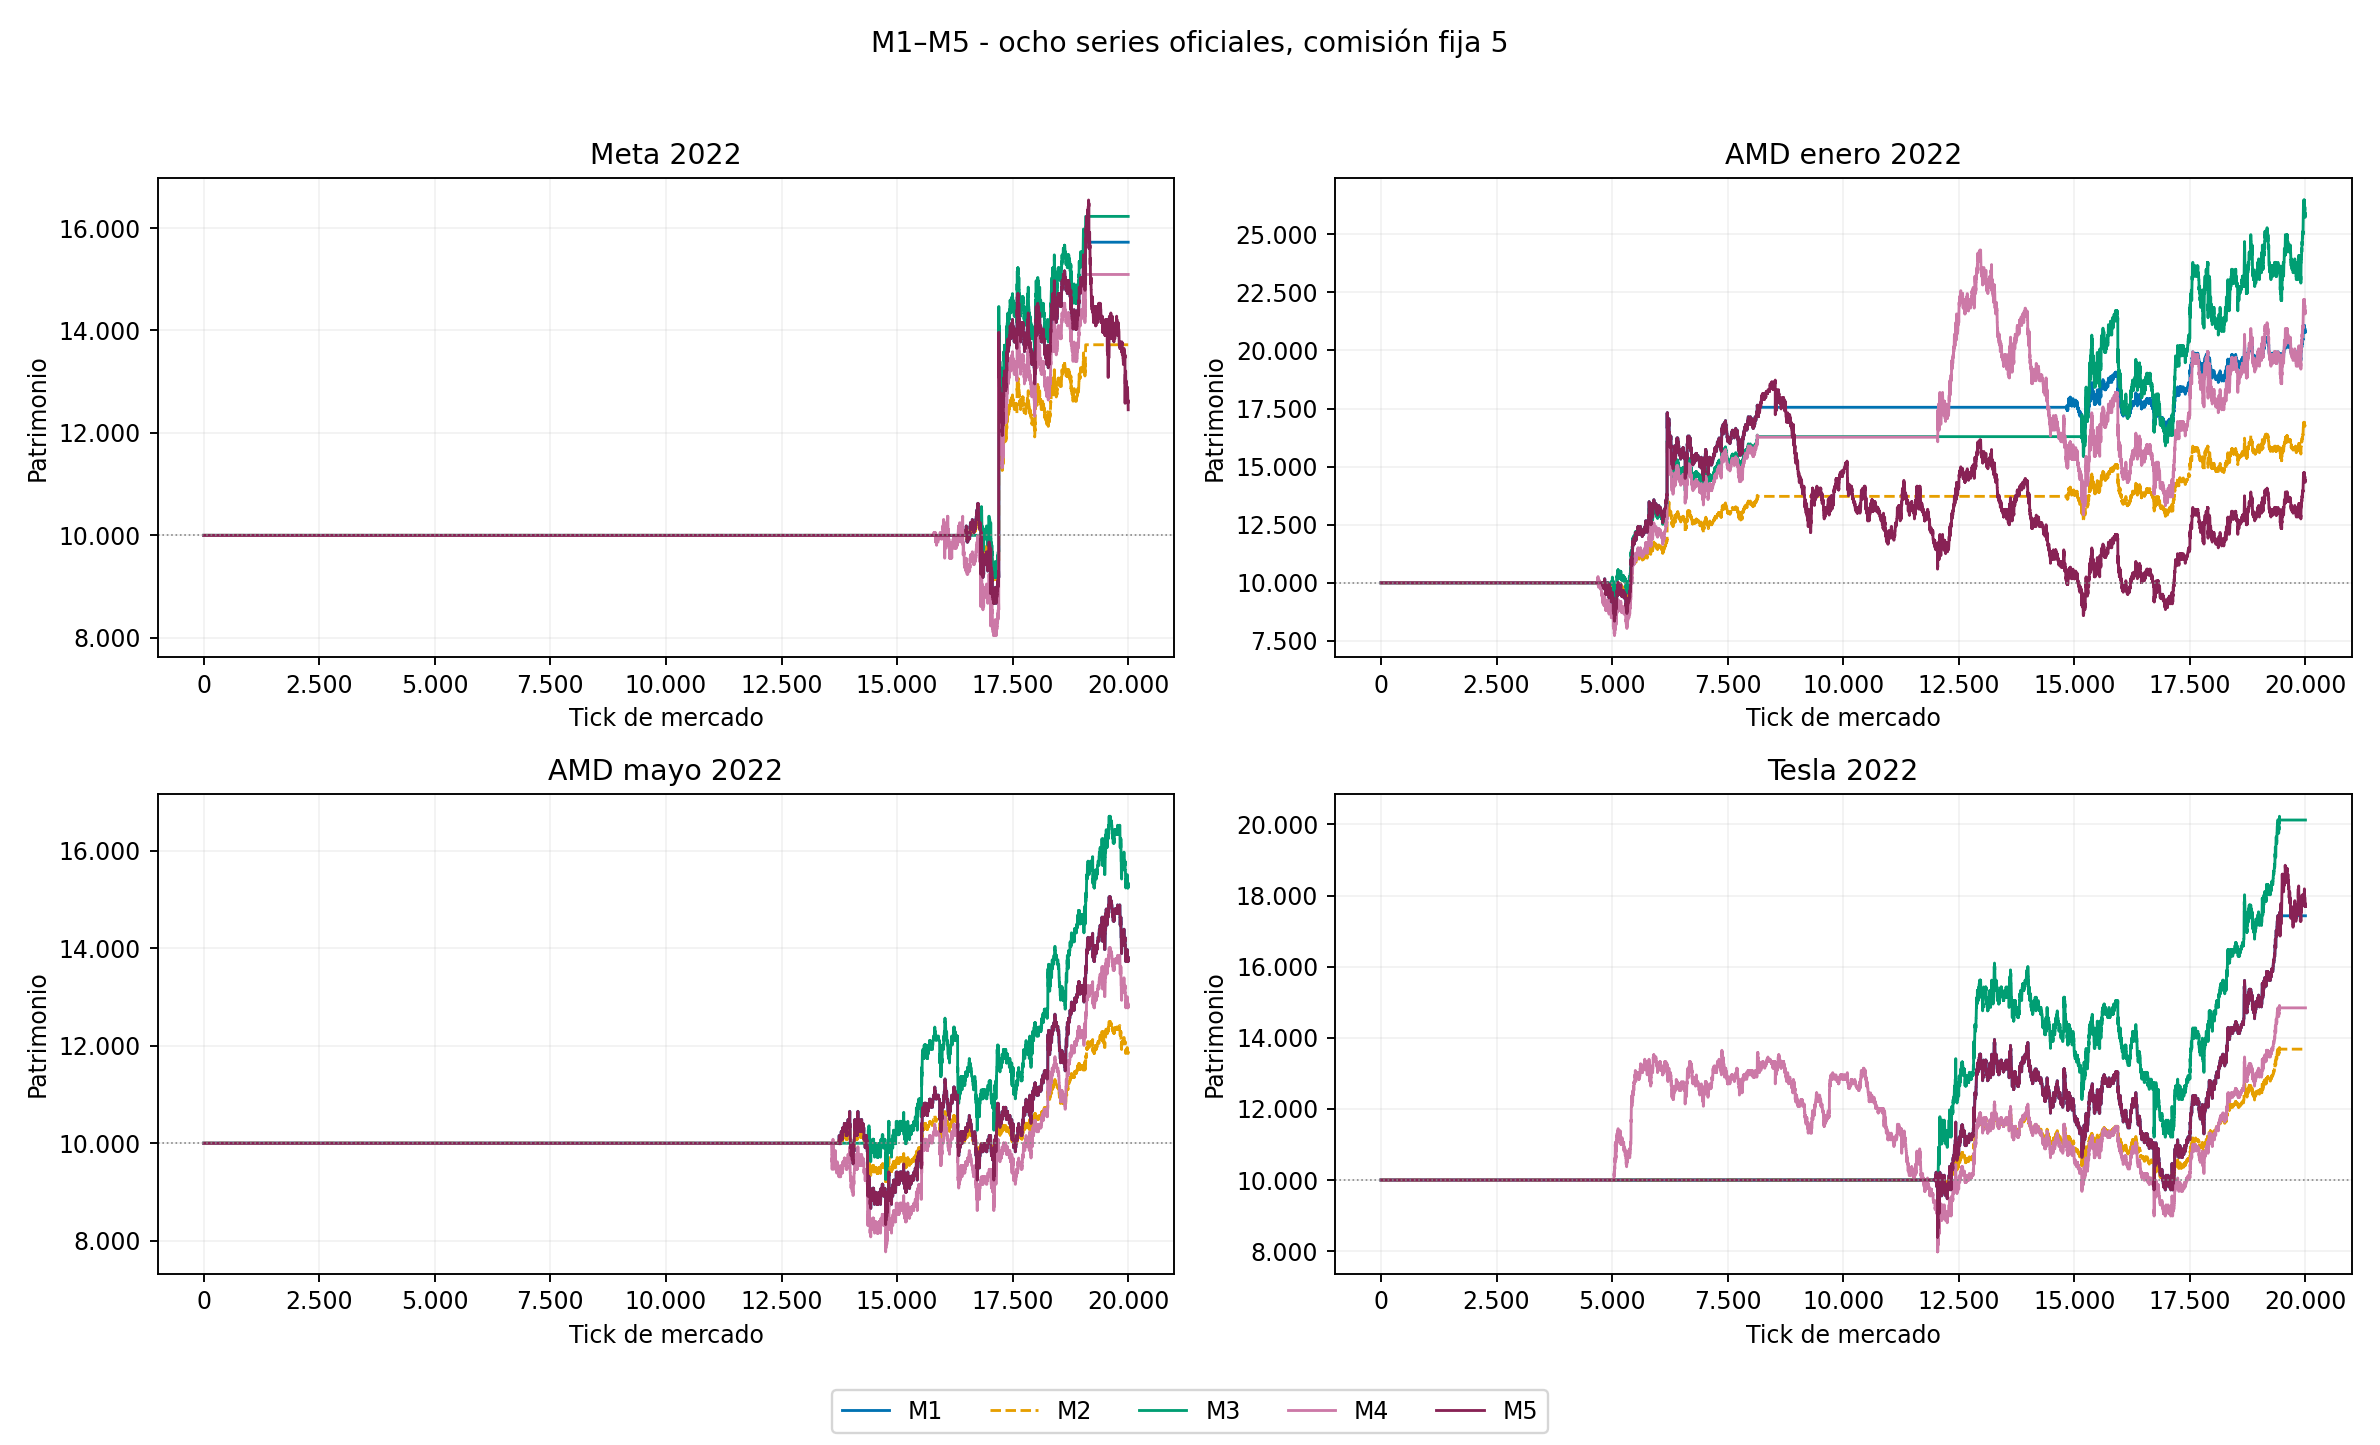 M1–M5 - ocho series oficiales, comisión fija 5
Meta 2022
Patrimonio
16.000
14.000
12.000
10.000
8.000
0 2.500 5.000 7.500 10.000 12.500 15.000 17.500 20.000
Tick de mercado
AMD enero 2022
Patrimonio
25.000
22.500
20.000
17.500
15.000
12.500
10.000
7.500
0 2.500 5.000 7.500 10.000 12.500 15.000 17.500 20.000
Tick de mercado
AMD mayo 2022
Patrimonio
16.000
14.000
12.000
10.000
8.000
0 2.500 5.000 7.500 10.000 12.500 15.000 17.500 20.000
Tick de mercado
Tesla 2022
Patrimonio
20.000
18.000
16.000
14.000
12.000
10.000
8.000
0 2.500 5.000 7.500 10.000 12.500 15.000 17.500 20.000
Tick de mercado
M1 M2 M3 M4 M5